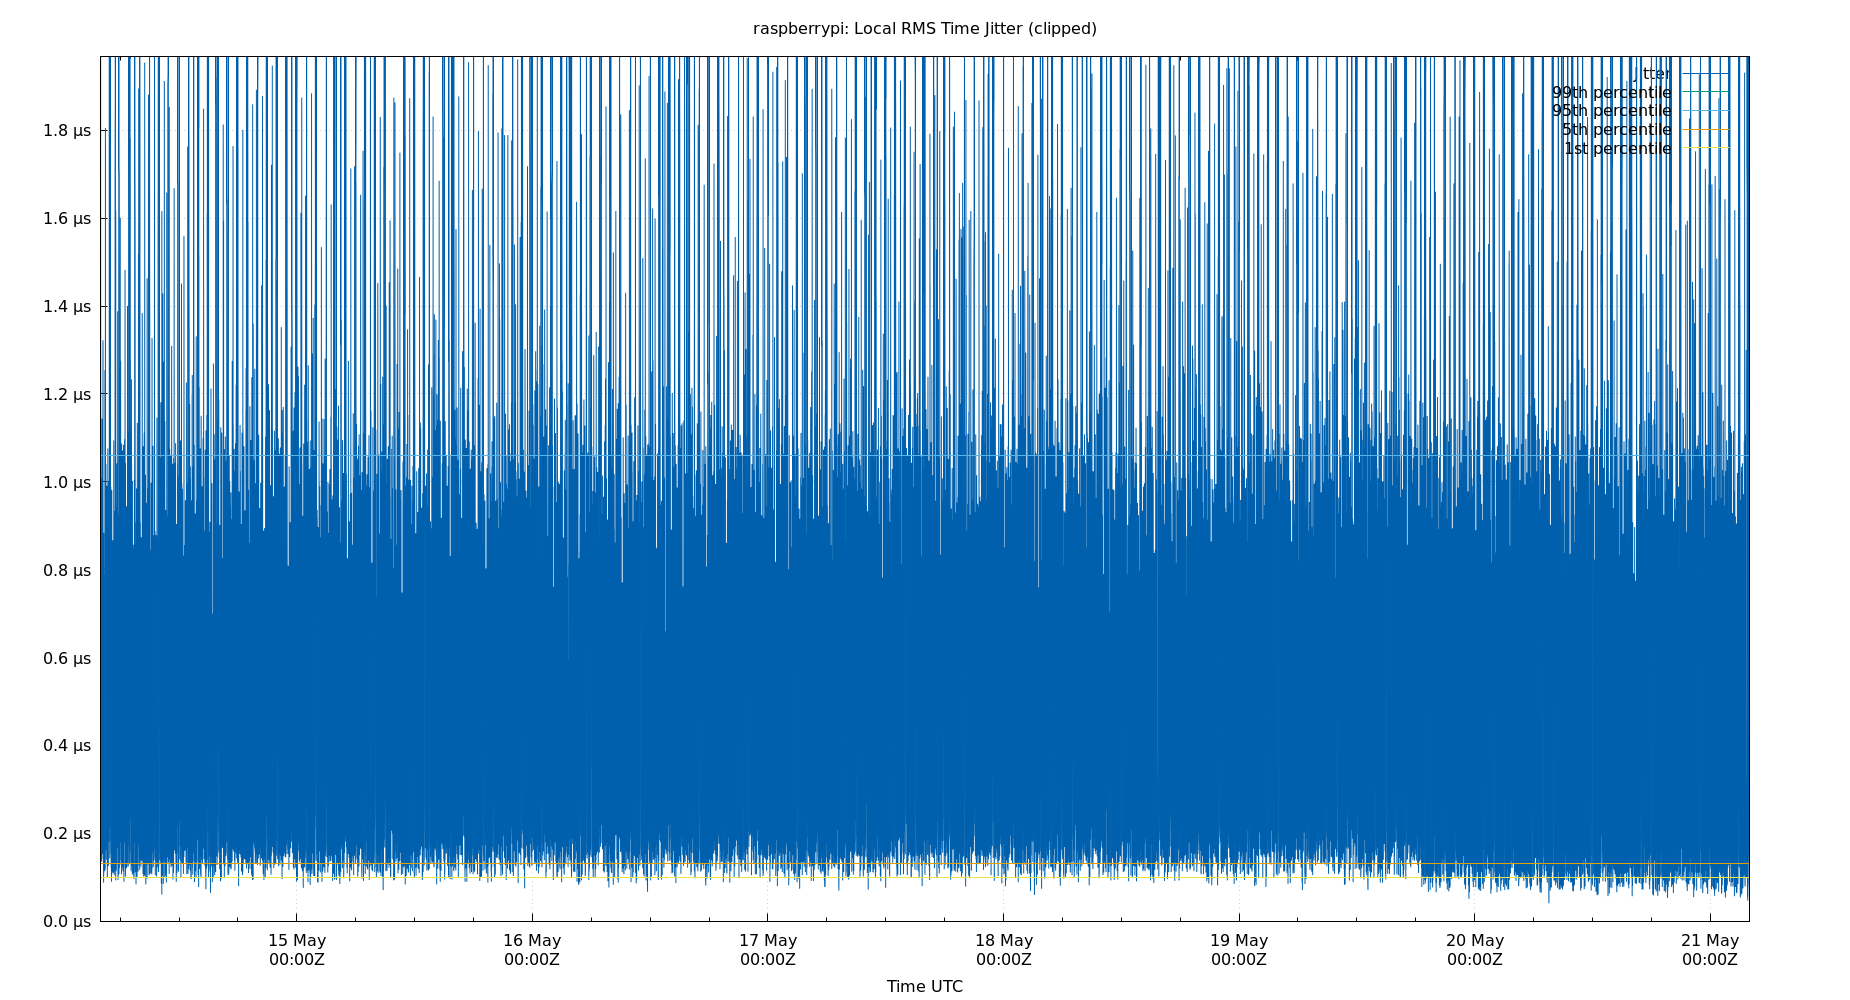 raspberrypi: Local RMS Time Jitter (clipped)
jitter
99th percentile
95th percentile
5th percentile
1st percentile
1.8 µs
1.6 µs
1.4 µs
1.2 µs
1.0 µs
0.8 µs
0.6 µs
0.4 µs
0.2 µs
0.0 µs
15 May 16 May 17 May 18 May 19 May 20 May 21 May
00:00Z 00:00Z 00:00Z 00:00Z 00:00Z 00:00Z 00:00Z
Time UTC